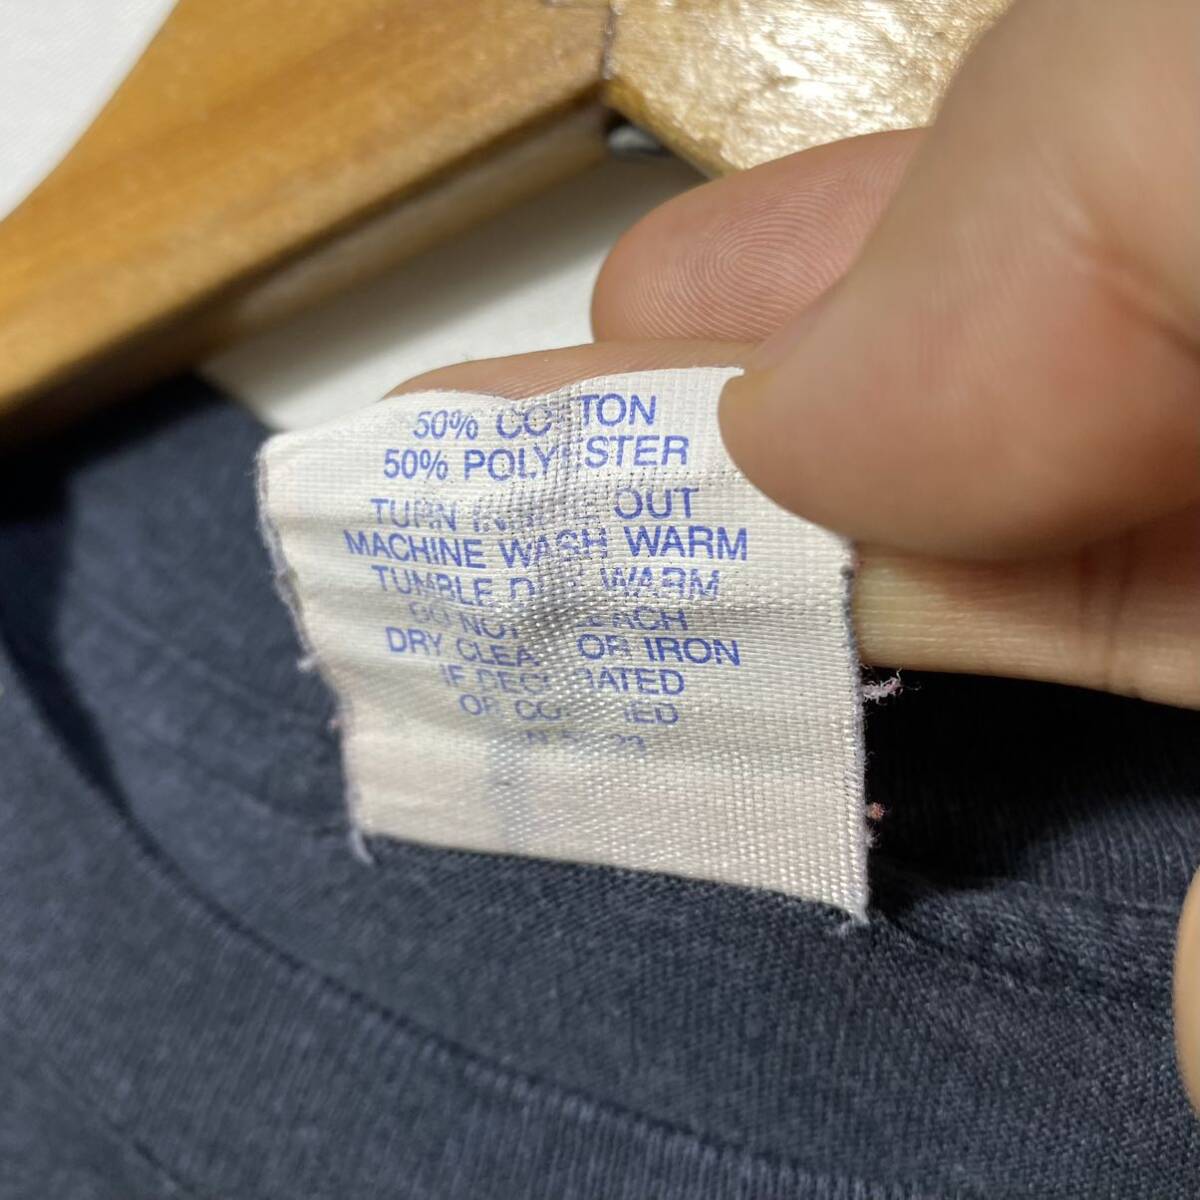 50% COTTON
50% POLYESTER
TURN INSIDE OUT
MACHINE WASH WARM
TUMBLE DRY WARM
DO NOT BLEACH
DRY CLEAN OR IRON
IF DECORATED
OR